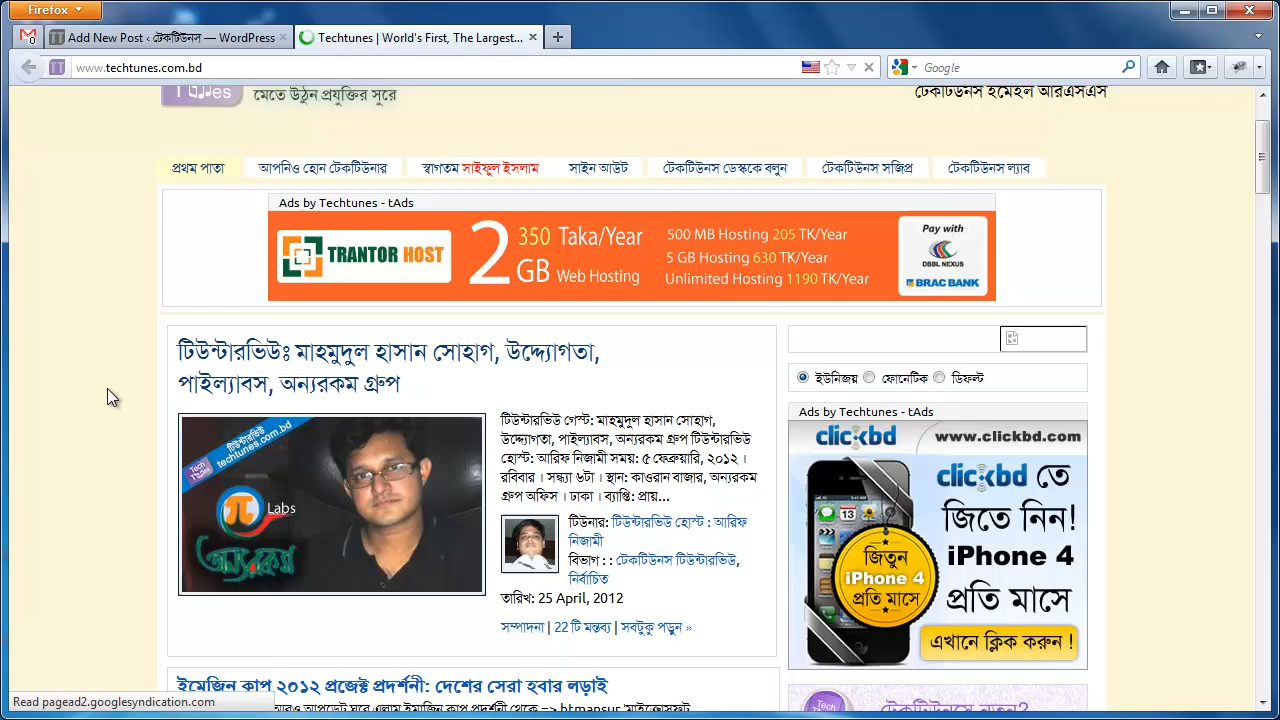 Firefox
Add New Post ‹ টেকটিউনস — WordPress
Techtunes | World's First, The Largest...
www.techtunes.com.bd
Google
মেতে উঠুন প্রযুক্তির সুরে
টেকটিউনস ইমেইল আরএসএস
প্রথম পাতা
আপনিও হোন টেকটিউনার
স্বাগতম সাইফুল ইসলাম
সাইন আউট
টেকটিউনস ডেস্ককে বলুন
টেকটিউনস সজিপ্র
টেকটিউনস ল্যাব
Ads by Techtunes - tAds
TRANTOR HOST
2 GB
350 Taka/Year
Web Hosting
500 MB Hosting 205 TK/Year
5 GB Hosting 630 TK/Year
Unlimited Hosting 1190 TK/Year
Pay with
DBBL NEXUS
BRAC BANK
টিউন্টারভিউঃ মাহমুদুল হাসান সোহাগ, উদ্দ্যোগতা,
পাইল্যাবস, অন্যরকম গ্রুপ
টিউন্টারভিউ
techtunes.com.bd
Tech Tunes
π Labs
অন্যরকম
টিউন্টারভিউ গেস্ট: মাহমুদুল হাসান সোহাগ,
উদ্দ্যোগতা, পাইল্যাবস, অন্যরকম গ্রুপ টিউন্টারভিউ
হোস্ট: আরিফ নিজামী সময়: ৫ ফেব্রুয়ারি, ২০১২ ।
রবিবার । সন্ধ্যা ৬টা । স্থান: কাওরান বাজার, অন্যরকম
গ্রুপ অফিস । ঢাকা । ব্যাপ্তি: প্রায়...
টিউনার: টিউন্টারভিউ হোস্ট : আরিফ
নিজামী
বিভাগ : : টেকটিউনস টিউন্টারভিউ,
নির্বাচিত
তারিখ: 25 April, 2012
সম্পাদনা | 22 টি মন্তব্য | সবটুকু পড়ুন »
ইউনিজয় ফোনেটিক ডিফল্ট
Ads by Techtunes - tAds
clickbd www.clickbd.com
clickbd তে
জিতে নিন!
iPhone 4
প্রতি মাসে
জিতুন
iPhone 4
প্রতি মাসে
এখানে ক্লিক করুন !
ইমেজিন কাপ ২০১২ প্রজেক্ট প্রদর্শনী: দেশের সেরা হবার লড়াই
টেকটিউনসে নতুন?
Read pagead2.googlesyndication.com